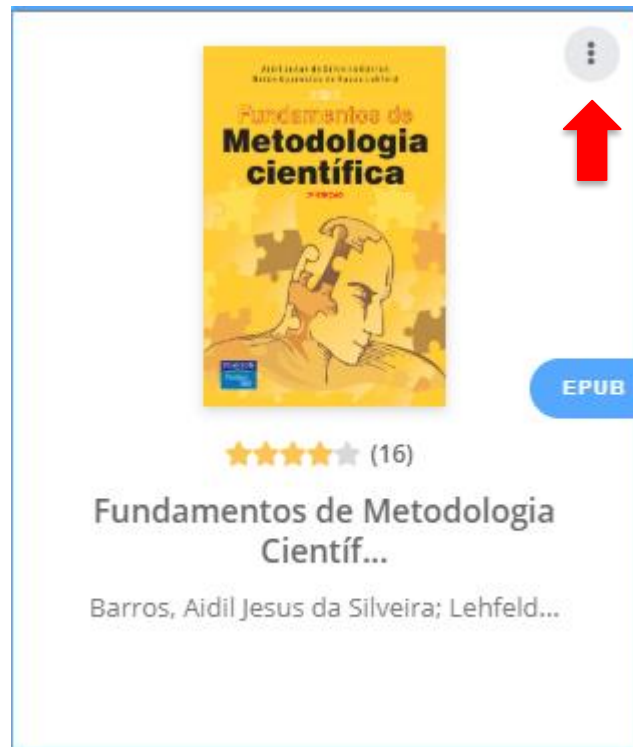 Fundamentos de
Metodologia
científica
EPUB
(16)
Fundamentos de Metodologia
Científ...
Barros, Aidil Jesus da Silveira; Lehfeld...